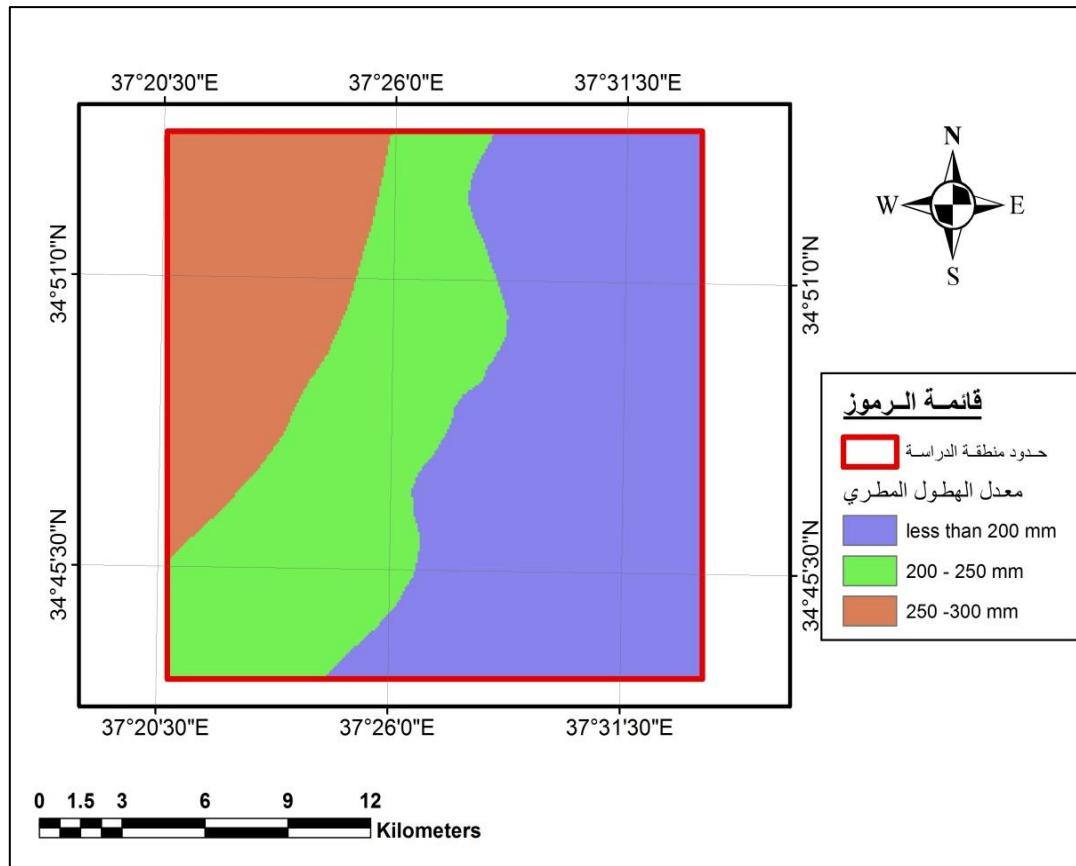 37°20'30"E 37°26'0"E 37°31'30"E
N
W E
S
34°51'0"N
34°51'0"N
34°45'30"N
34°45'30"N
37°20'30"E 37°26'0"E 37°31'30"E
قائمـة الـرموز
حـدود منطقـة الدراسـة
معدل الهطول المطري
less than 200 mm
200 - 250 mm
250 -300 mm
0 1.5 3 6 9 12
Kilometers